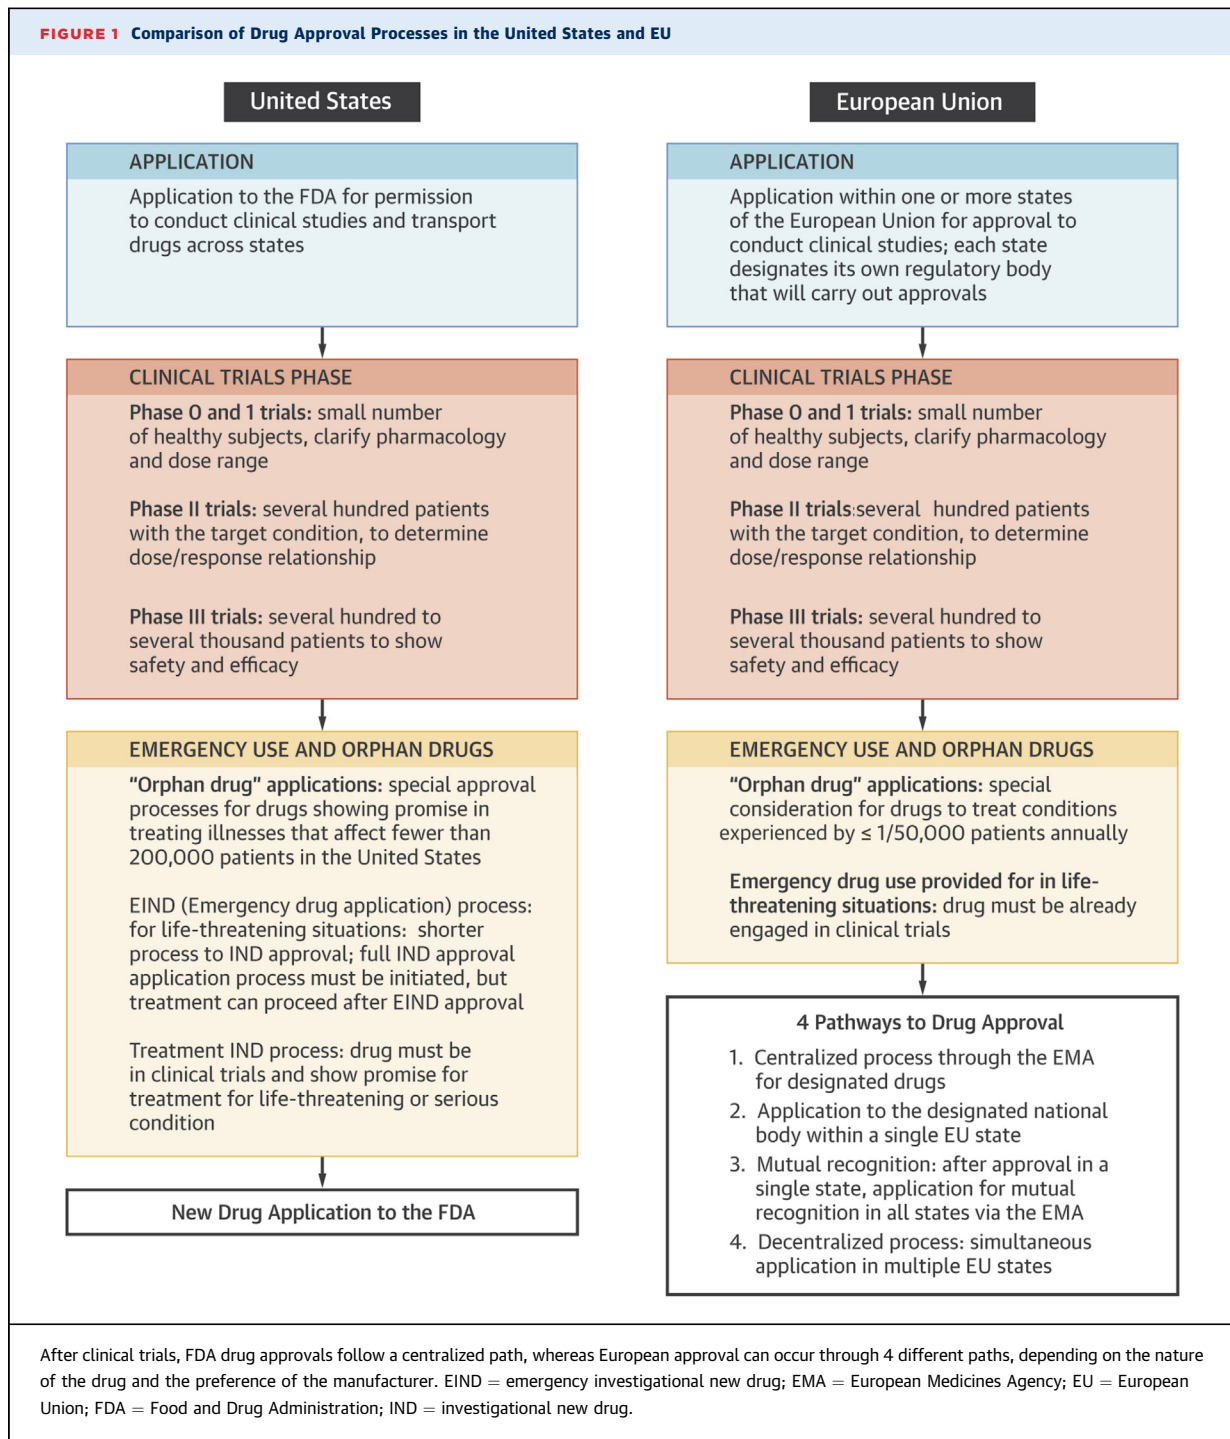 FIGURE 1 Comparison of Drug Approval Processes in the United States and EU
United States
APPLICATION
Application to the FDA for permission
to conduct clinical studies and transport
drugs across states
CLINICAL TRIALS PHASE
Phase 0 and 1 trials: small number
of healthy subjects, clarify pharmacology
and dose range
Phase II trials: several hundred patients
with the target condition, to determine
dose/response relationship
Phase III trials: several hundred to
several thousand patients to show
safety and efficacy
EMERGENCY USE AND ORPHAN DRUGS
“Orphan drug” applications: special approval
processes for drugs showing promise in
treating illnesses that affect fewer than
200,000 patients in the United States
EIND (Emergency drug application) process:
for life-threatening situations: shorter
process to IND approval; full IND approval
application process must be initiated, but
treatment can proceed after EIND approval
Treatment IND process: drug must be
in clinical trials and show promise for
treatment for life-threatening or serious
condition
New Drug Application to the FDA
European Union
APPLICATION
Application within one or more states
of the European Union for approval to
conduct clinical studies; each state
designates its own regulatory body
that will carry out approvals
CLINICAL TRIALS PHASE
Phase 0 and 1 trials: small number
of healthy subjects, clarify pharmacology
and dose range
Phase II trials:several hundred patients
with the target condition, to determine
dose/response relationship
Phase III trials: several hundred to
several thousand patients to show
safety and efficacy
EMERGENCY USE AND ORPHAN DRUGS
“Orphan drug” applications: special
consideration for drugs to treat conditions
experienced by ≤ 1/50,000 patients annually
Emergency drug use provided for in life-
threatening situations: drug must be already
engaged in clinical trials
4 Pathways to Drug Approval
1. Centralized process through the EMA
for designated drugs
2. Application to the designated national
body within a single EU state
3. Mutual recognition: after approval in a
single state, application for mutual
recognition in all states via the EMA
4. Decentralized process: simultaneous
application in multiple EU states
After clinical trials, FDA drug approvals follow a centralized path, whereas European approval can occur through 4 different paths, depending on the nature
of the drug and the preference of the manufacturer. EIND = emergency investigational new drug; EMA = European Medicines Agency; EU = European
Union; FDA = Food and Drug Administration; IND = investigational new drug.